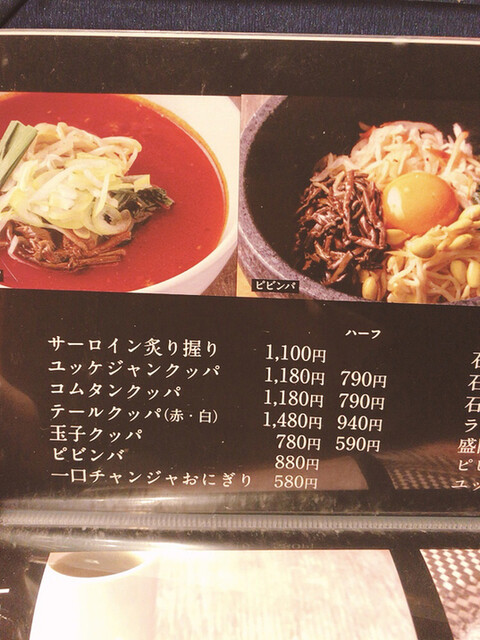 ビビンバ
ハーフ
サーロイン炙り握り 1,100円
ユッケジャンクッパ 1,180円 790円
コムタンクッパ 1,180円 790円
テールクッパ(赤・白) 1,480円 940円
玉子クッパ 780円 590円
ビビンバ 880円
一口チャンジャおにぎり 580円
石
石
石